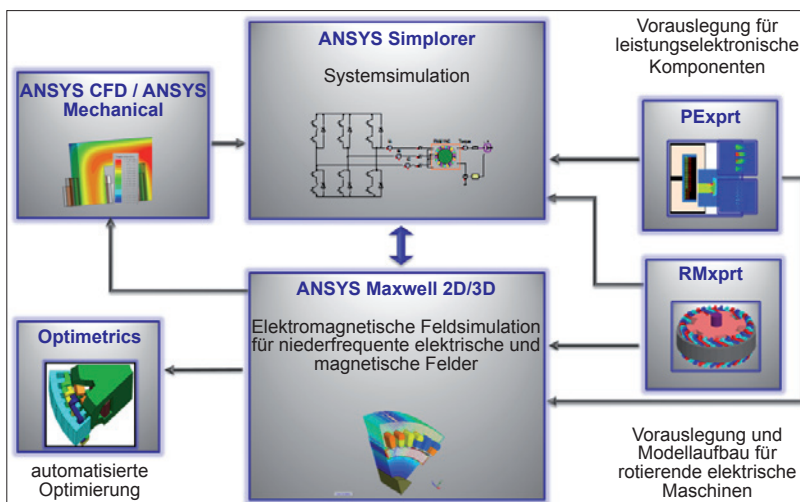 ANSYS Simplorer
Systemsimulation
Vorauslegung für
leistungselektronische
Komponenten
ANSYS CFD / ANSYS
Mechanical
PExprt
ANSYS Maxwell 2D/3D
Elektromagnetische Feldsimulation
für niederfrequente elektrische und
magnetische Felder
RMxprt
Optimetrics
automatisierte
Optimierung
Vorauslegung und
Modellaufbau für
rotierende elektrische
Maschinen